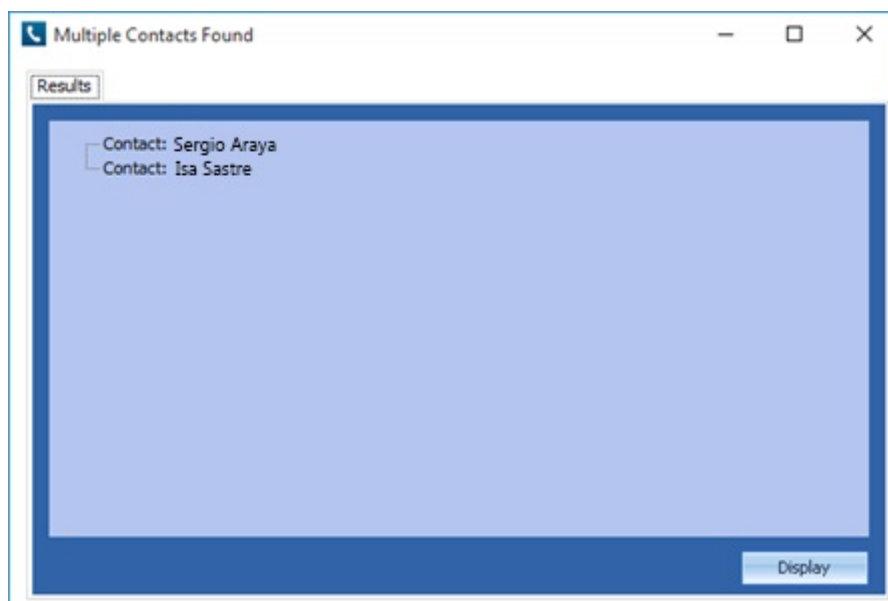 Multiple Contacts Found
Results
Contact: Sergio Araya
Contact: Isa Sastre
Display